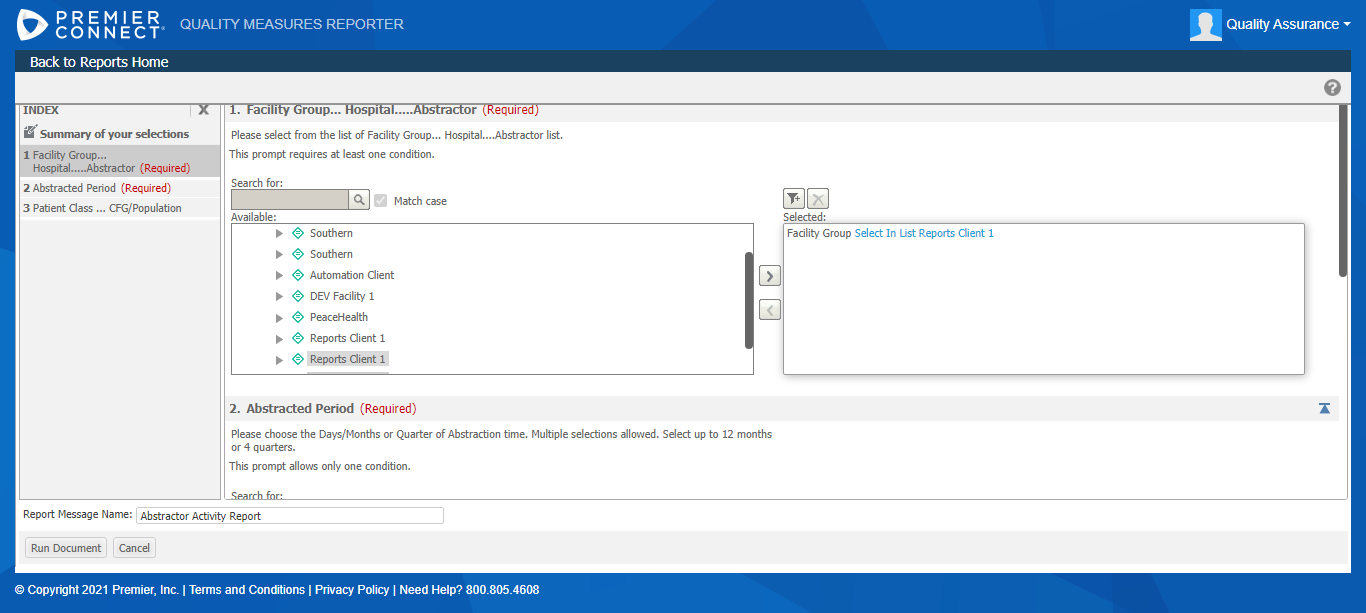 PREMIER
CONNECT
QUALITY MEASURES REPORTER
Quality Assurance
Back to Reports Home
INDEX
X
Summary of your selections
1 Facility Group...
Hospital.....Abstractor (Required)
2 Abstracted Period (Required)
3 Patient Class ... CFG/Population
1. Facility Group... Hospital.....Abstractor (Required)
Please select from the list of Facility Group... Hospital....Abstractor list.
This prompt requires at least one condition.
Search for:
Match case
Available:
Southern
Southern
Automation Client
DEV Facility 1
PeaceHealth
Reports Client 1
Reports Client 1
Selected:
Facility Group Select In List Reports Client 1
2. Abstracted Period (Required)
Please choose the Days/Months or Quarter of Abstraction time. Multiple selections allowed. Select up to 12 months
or 4 quarters.
This prompt allows only one condition.
Search for:
Report Message Name: Abstractor Activity Report
Run Document Cancel
© Copyright 2021 Premier, Inc. | Terms and Conditions | Privacy Policy | Need Help? 800.805.4608